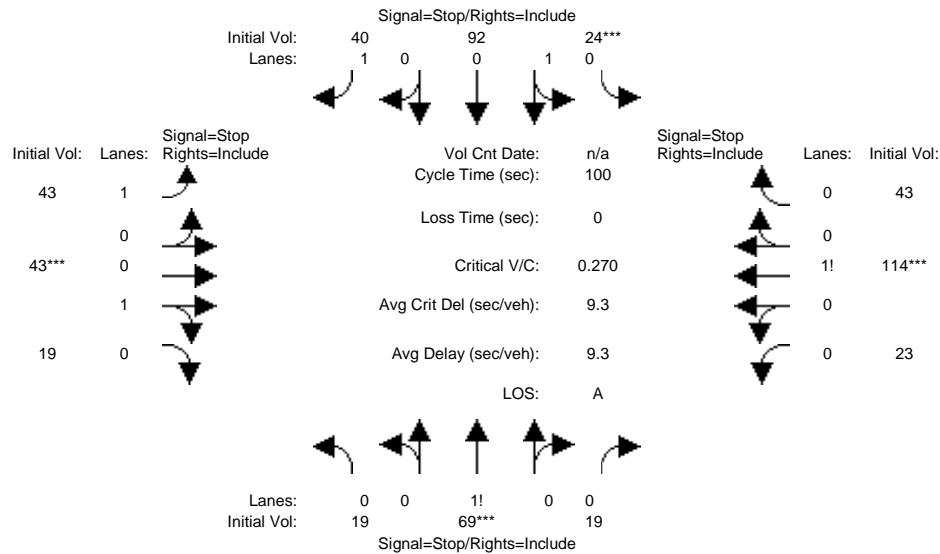 Signal=Stop/Rights=Include
Initial Vol: 40 92 24***
Lanes: 1 0 0 1 0
Signal=Stop Signal=Stop
Initial Vol: Lanes: Rights=Include Vol Cnt Date: n/a Rights=Include Lanes: Initial Vol:
Cycle Time (sec): 100
43 1 0 43
Loss Time (sec): 0
0 0
43*** 0 Critical V/C: 0.270 1! 114***
1 Avg Crit Del (sec/veh): 9.3 0
19 0 Avg Delay (sec/veh): 9.3 0 23
LOS: A
Lanes: 0 0 1! 0 0
Initial Vol: 19 69*** 19
Signal=Stop/Rights=Include